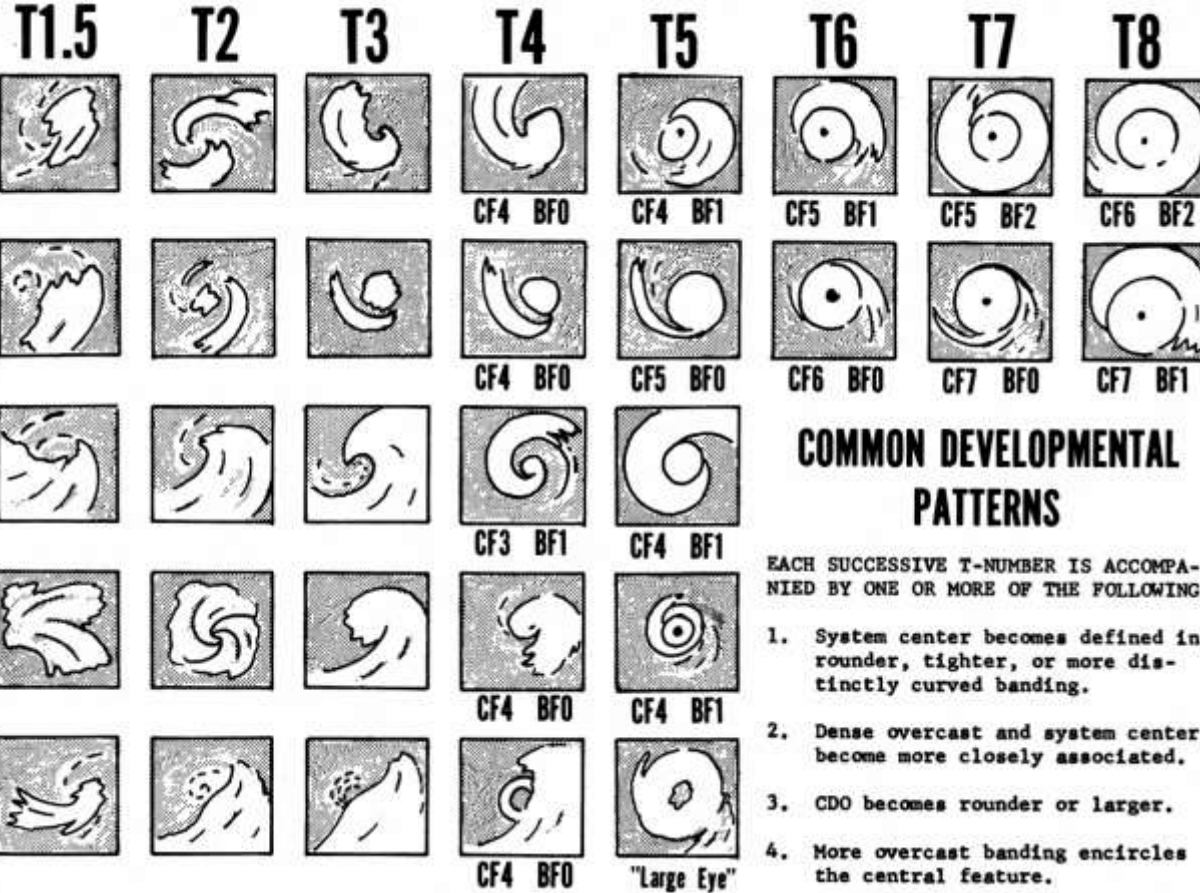 T1.5 T2 T3 T4 T5 T6 T7 T8
CF4 BF0 CF4 BF1 CF5 BF1 CF5 BF2 CF6 BF2
CF4 BF0 CF5 BF0 CF6 BF0 CF7 BF0 CF7 BF1
CF3 BF1 CF4 BF1
CF4 BF0 CF4 BF1
CF4 BF0 "Large Eye"
COMMON DEVELOPMENTAL
PATTERNS
EACH SUCCESSIVE T-NUMBER IS ACCOMPA-
NIED BY ONE OR MORE OF THE FOLLOWING
1. System center becomes defined in
rounder, tighter, or more dis-
tinctly curved banding.
2. Dense overcast and system center
become more closely associated.
3. CDO becomes rounder or larger.
4. More overcast banding encircles
the central feature.